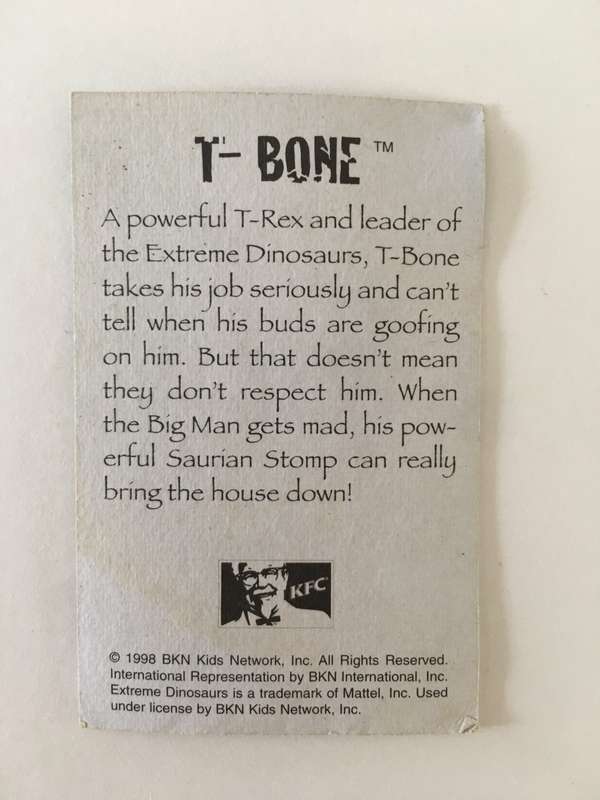 T- BONE ™
A powerful T-Rex and leader of
the Extreme Dinosaurs, T-Bone
takes his job seriously and can't
tell when his buds are goofing
on him. But that doesn't mean
they don't respect him. When
the Big Man gets mad, his pow-
erful Saurian Stomp can really
bring the house down!
KFC
© 1998 BKN Kids Network, Inc. All Rights Reserved.
International Representation by BKN International, Inc.
Extreme Dinosaurs is a trademark of Mattel, Inc. Used
under license by BKN Kids Network, Inc.